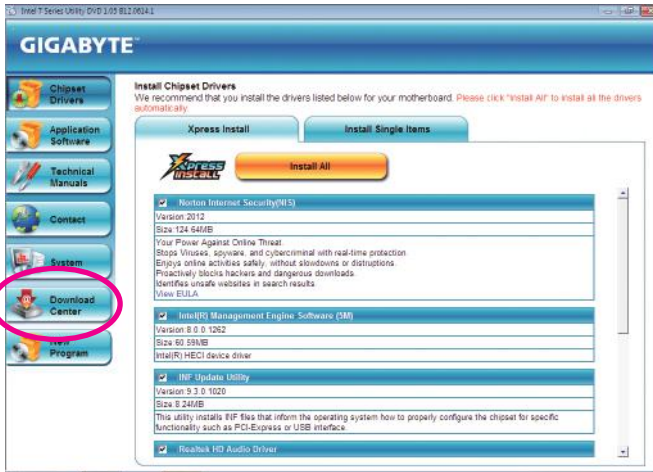 Intel 7 Series Utility DVD 1.05 B12.0624.1
GIGABYTE™
Chipset
Drivers
Application
Software
Technical
Manuals
Contact
System
Download
Center
New
Program
Install Chipset Drivers
We recommend that you install the drivers listed below for your motherboard. Please click "Install All" to install all the drivers
automatically.
Xpress Install
Install Single Items
Xpress
INSTALL
Install All
Norton Internet Security(NIS)
Version:2012
Size:124.64MB
Your Power Against Online Threat.
Stops Viruses, spyware, and cybercriminal with real-time protection
Enjoys online activities safely, without slowdowns or distruptions.
Proactively blocks hackers and dangerous downloads.
Identifies unsafe websites in search results.
View EULA
Intel(R) Management Engine Software (5M)
Version:8.0.0.1262
Size:60.59MB
Intel(R) HECI device driver
INF Update Utility
Version:9.3.0.1020
Size:8.24MB
This utility installs INF files that inform the operating system how to properly configure the chipset for specific
functionality such as PCI-Express or USB interface.
Realtek HD Audio Driver